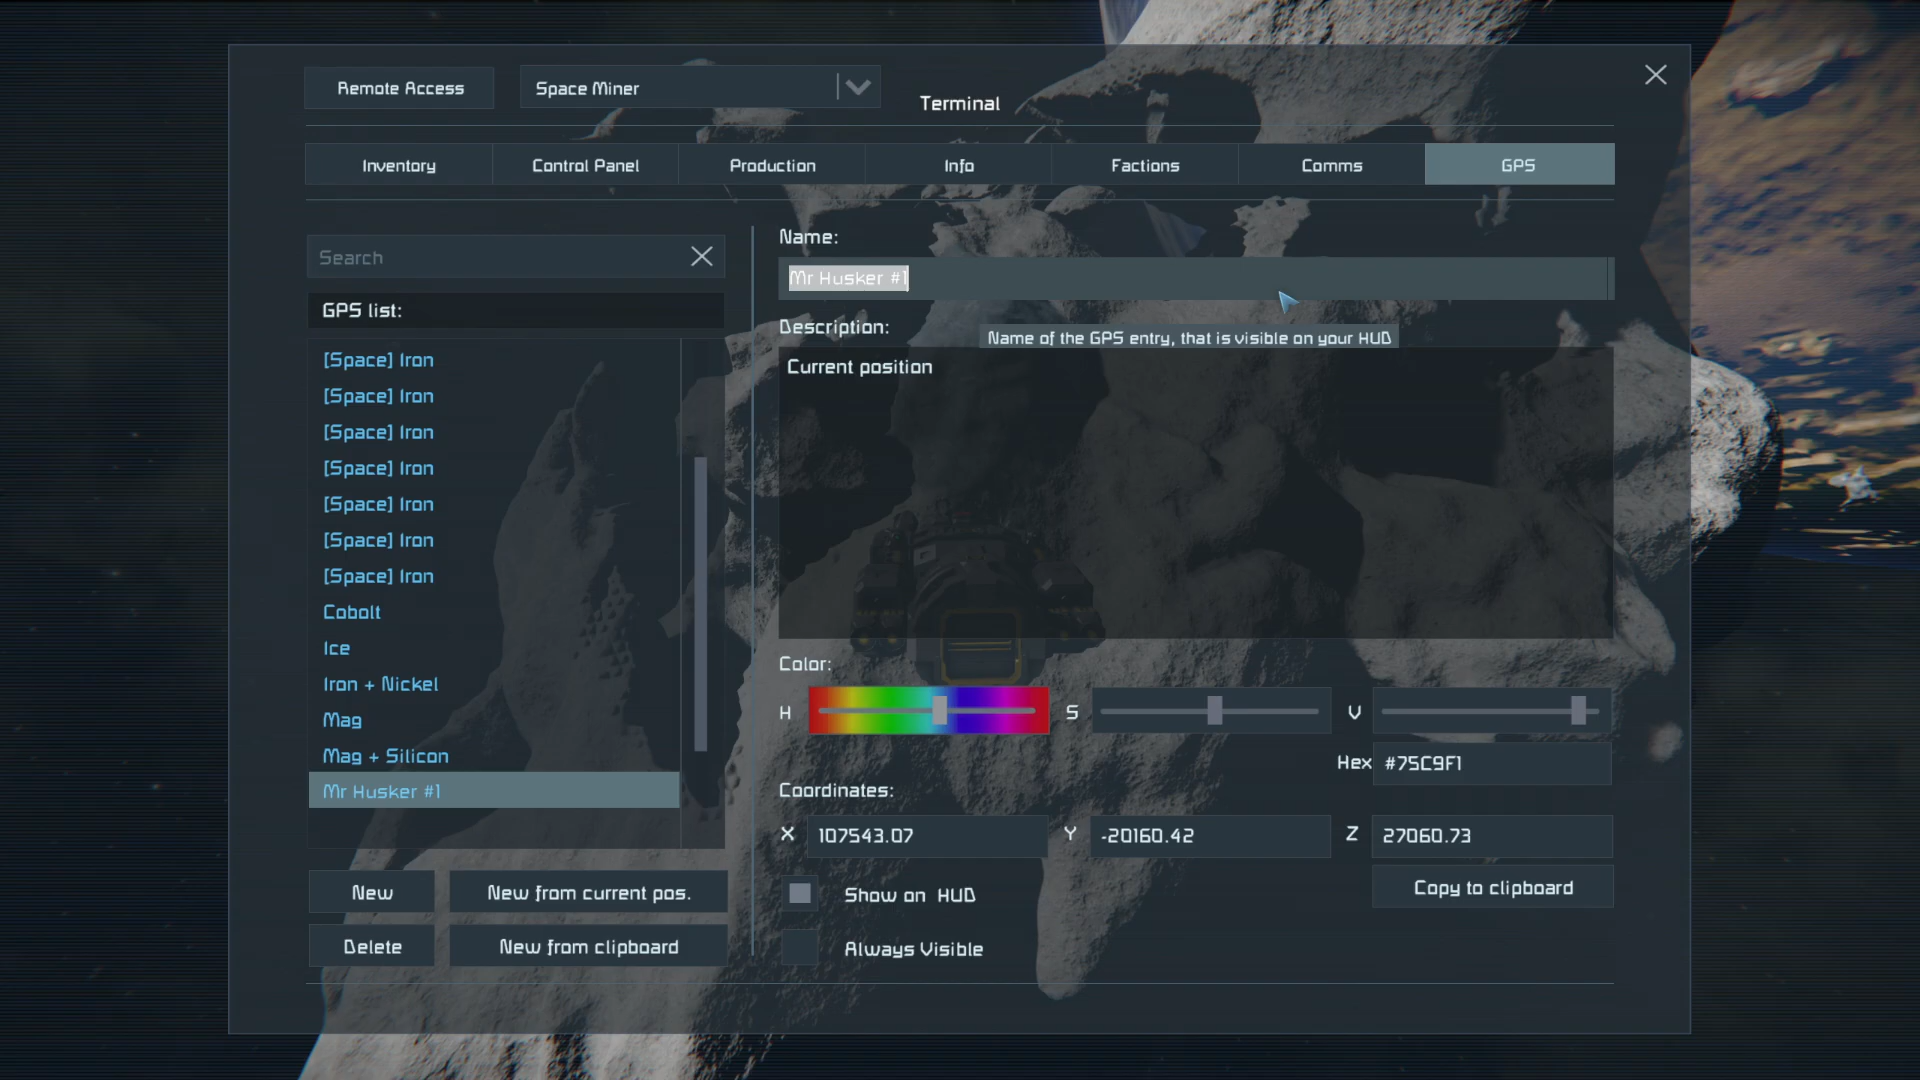 Remote Access
Space Miner
Terminal
Inventory
Control Panel
Production
Info
Factions
Comms
GPS
Search
GPS list:
[Space] Iron
[Space] Iron
[Space] Iron
[Space] Iron
[Space] Iron
[Space] Iron
[Space] Iron
Cobolt
Ice
Iron + Nickel
Mag
Mag + Silicon
Mr Husker #1
New
New from current pos.
Delete
New from clipboard
Name:
Mr Husker #1
Description:
Name of the GPS entry, that is visible on your HUD
Current position
Color:
H
S
V
Hex #75C9F1
Coordinates:
X 107543.07
Y -20160.42
Z 27060.73
Show on HUD
Copy to clipboard
Always Visible